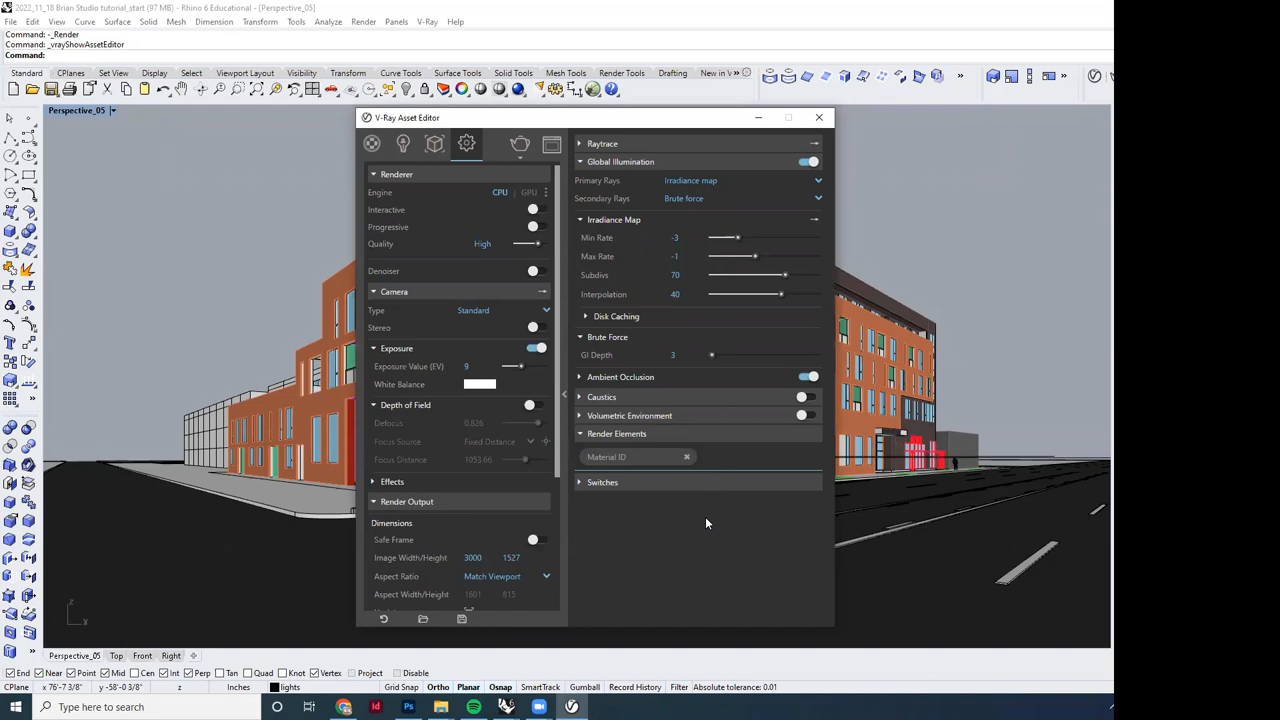 2022_11_18 Brian Studio tutorial_start (97 MB) - Rhino 6 Educational - [Perspective_05]
File Edit View Curve Surface Solid Mesh Dimension Transform Tools Analyze Render Panels V-Ray Help
Command: -_Render
Command: _vrayShowAssetEditor
Command:
Standard CPlanes Set View Display Select Viewport Layout Visibility Transform Curve Tools Surface Tools Solid Tools Mesh Tools Render Tools Drafting New in V
Perspective_05
V-Ray Asset Editor
Renderer
Engine CPU | GPU
Interactive
Progressive
Quality High
Denoiser
Camera
Type Standard
Stereo
Exposure
Exposure Value (EV) 9
White Balance
Depth of Field
Defocus 0.826
Focus Source Fixed Distance
Focus Distance 1053.66
Effects
Render Output
Dimensions
Safe Frame
Image Width/Height 3000 1527
Aspect Ratio Match Viewport
Aspect Width/Height 1601 815
Raytrace
Global Illumination
Primary Rays Irradiance map
Secondary Rays Brute force
Irradiance Map
Min Rate -3
Max Rate -1
Subdivs 70
Interpolation 40
Disk Caching
Brute Force
GI Depth 3
Ambient Occlusion
Caustics
Volumetric Environment
Render Elements
Material ID
Switches
z
x
Perspective_05 Top Front Right
End Near Point Mid Cen Int Perp Tan Quad Knot Vertex Project Disable
CPlane x 76'-7 3/8" y -58'-0 3/8" z Inches lights Grid Snap Ortho Planar Osnap SmartTrack Gumball Record History Filter Absolute tolerance: 0.01
Type here to search